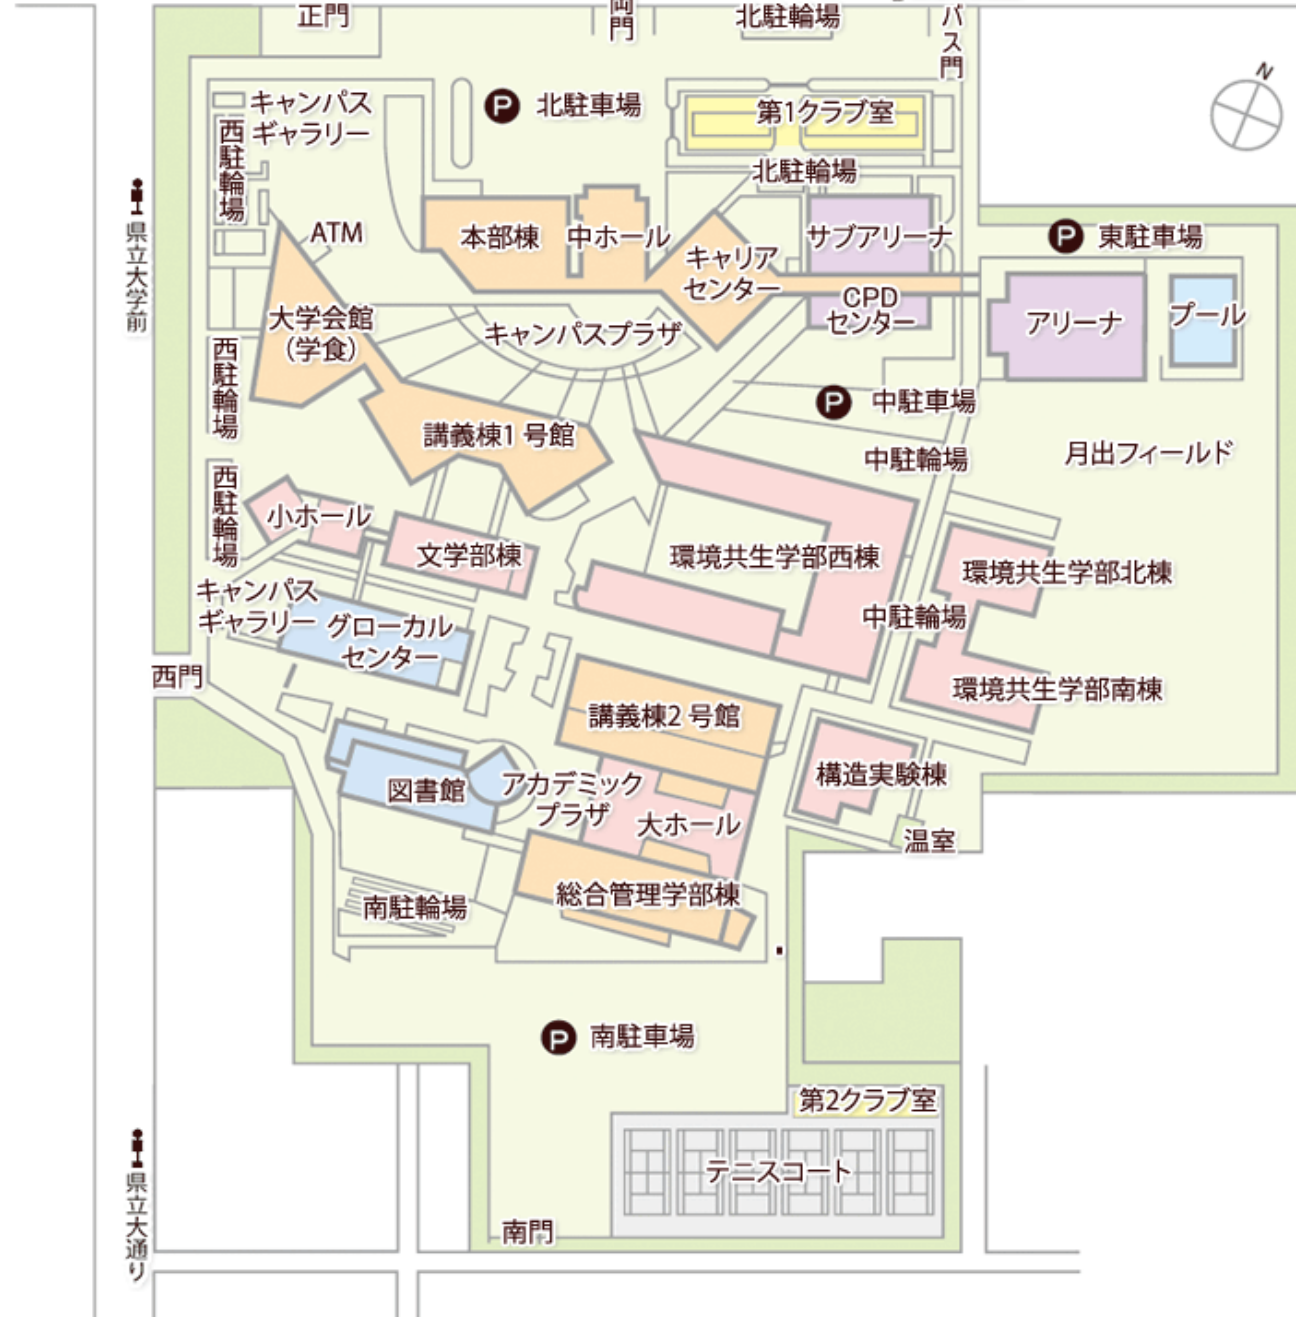 正門
両門
北駐輪場
バス門
N
キャンパス
ギャラリー
西駐輪場
P 北駐車場
第1クラブ室
北駐輪場
県立大学前
ATM
本部棟
中ホール
キャリア
センター
サブアリーナ
P 東駐車場
CPD
センター
アリーナ
プール
大学会館
(学食)
キャンパスプラザ
西駐輪場
P 中駐車場
講義棟1 号館
中駐輪場
月出フィールド
西駐輪場
小ホール
文学部棟
環境共生学部西棟
環境共生学部北棟
キャンパス
ギャラリー
グローカル
センター
中駐輪場
西門
環境共生学部南棟
講義棟2 号館
図書館
アカデミック
プラザ
大ホール
構造実験棟
温室
南駐輪場
総合管理学部棟
P 南駐車場
第2クラブ室
テニスコート
県立大通り
南門